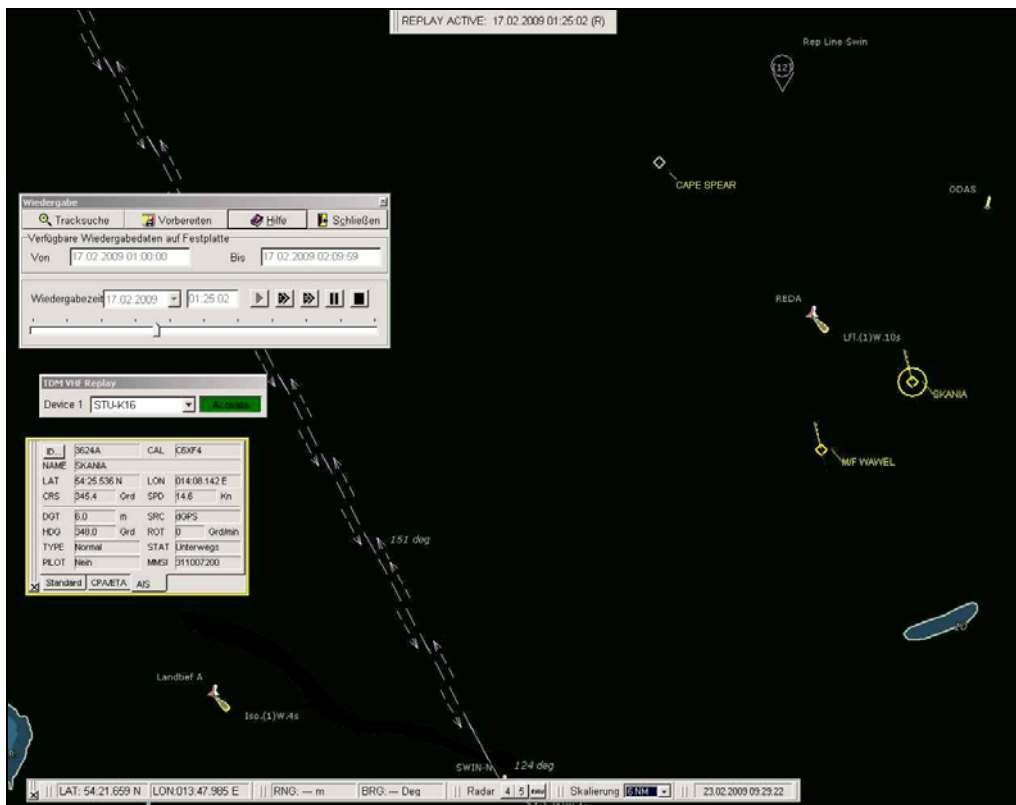 REPLAY ACTIVE: 17.02.2009 01:25:02 (R)
Rep Line Swin
(12)
CAPE SPEAR
ODAS
Wiedergabe
Tracksuche Vorbereiten Hilfe Schließen
Verfügbare Wiedergabedaten auf Festplatte
Von 17.02.2009 01:00:00 Bis 17.02.2009 02:09:59
Wiedergabezeit 17.02.2009 01:25:02
REDA
LFl.(1)W.10s
SKANIA
M/F WAWEL
TDM VHF Replay
Device 1 STU-K16 Activate
ID... 3624A CAL C6XF4
NAME SKANIA
LAT 54:25.536 N LON 014:08.142 E
CRS 345.4 Grd SPD 14.6 Kn
DGT 6.0 m SRC dGPS
HDG 348.0 Grd ROT 0 Grd/min
TYPE Normal STAT Unterwegs
PILOT Nein MMSI 311007200
Standard CPA/ETA AIS
151 deg
20
Landtief A
Iso.(1)W.4s
SWIN-N 124 deg
LAT: 54:21.659 N LON:013:47.985 E RNG: --- m BRG: --- Deg Radar 4 5 Skalierung 6 NM 23.02.2009 09:29:22